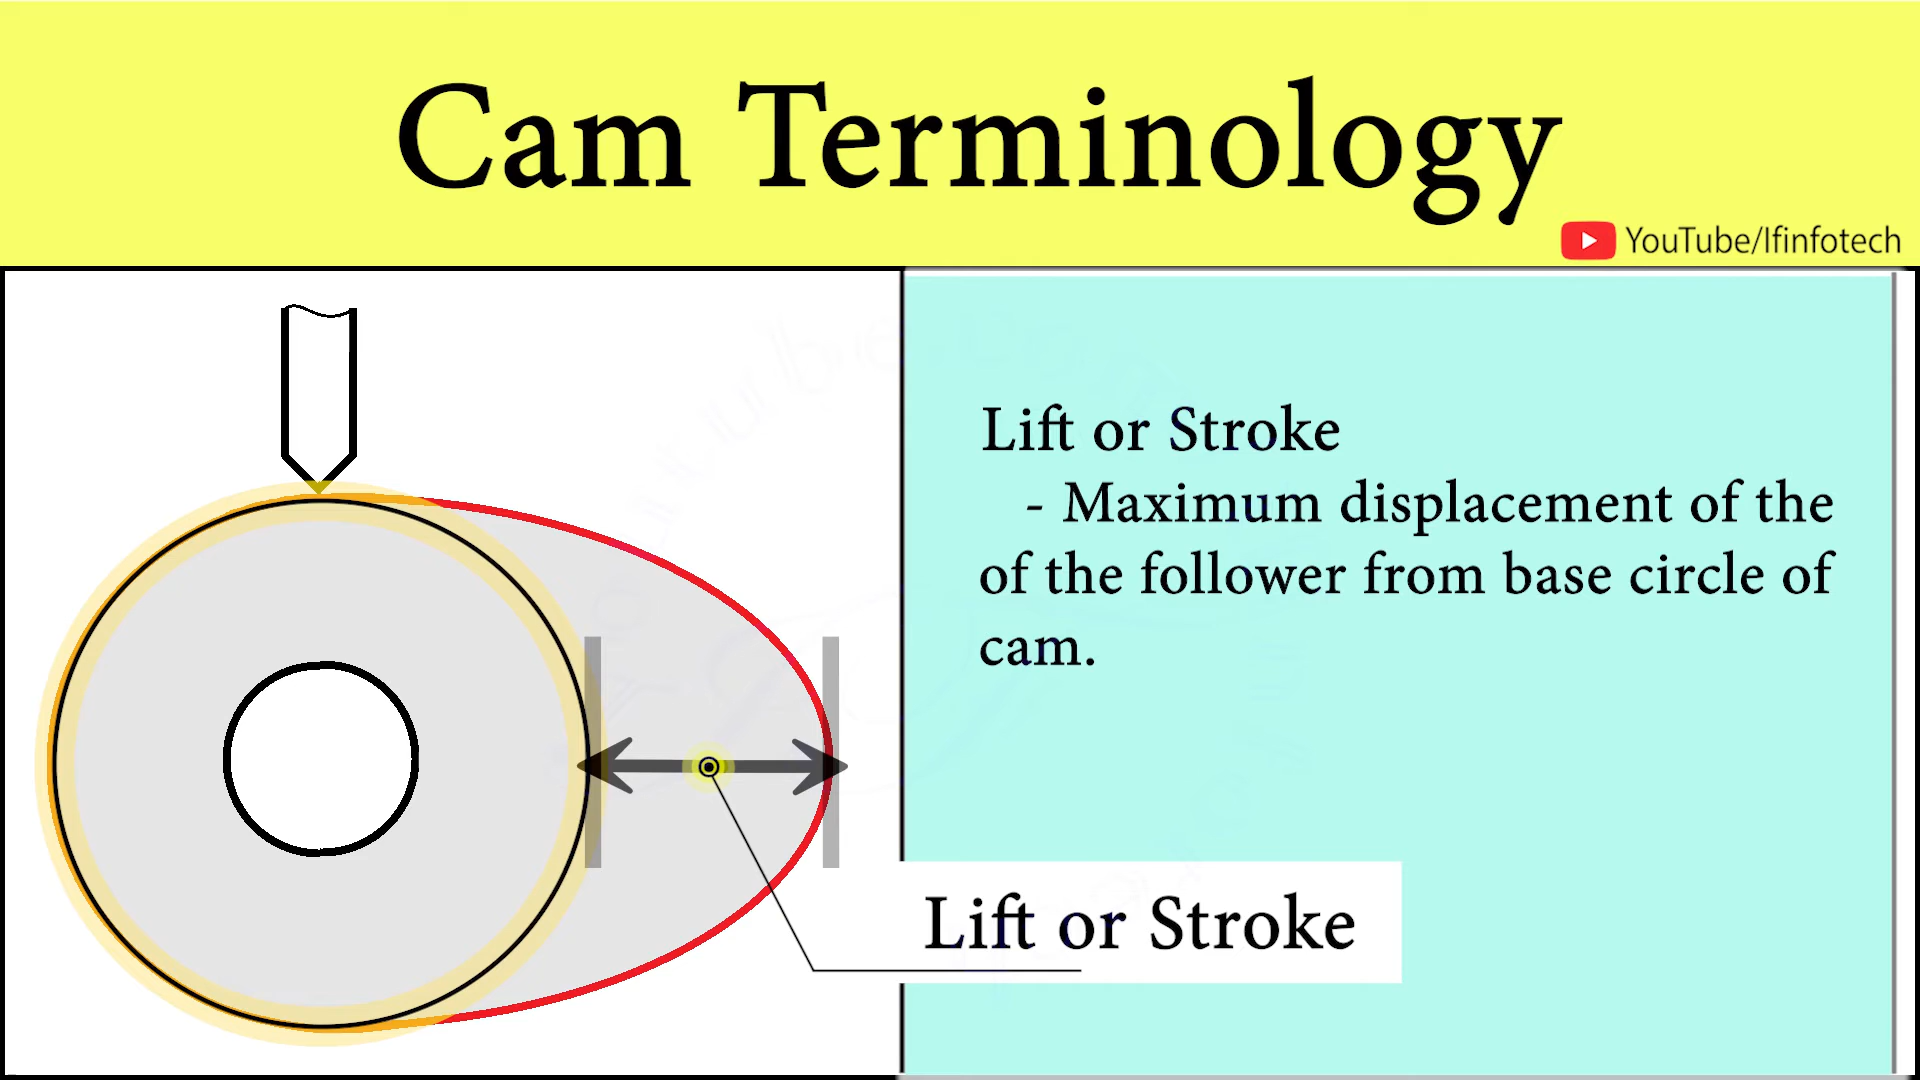 Cam Terminology
YouTube/Ifinfotech
Lift or Stroke
- Maximum displacement of the
of the follower from base circle of
cam.
Lift or Stroke